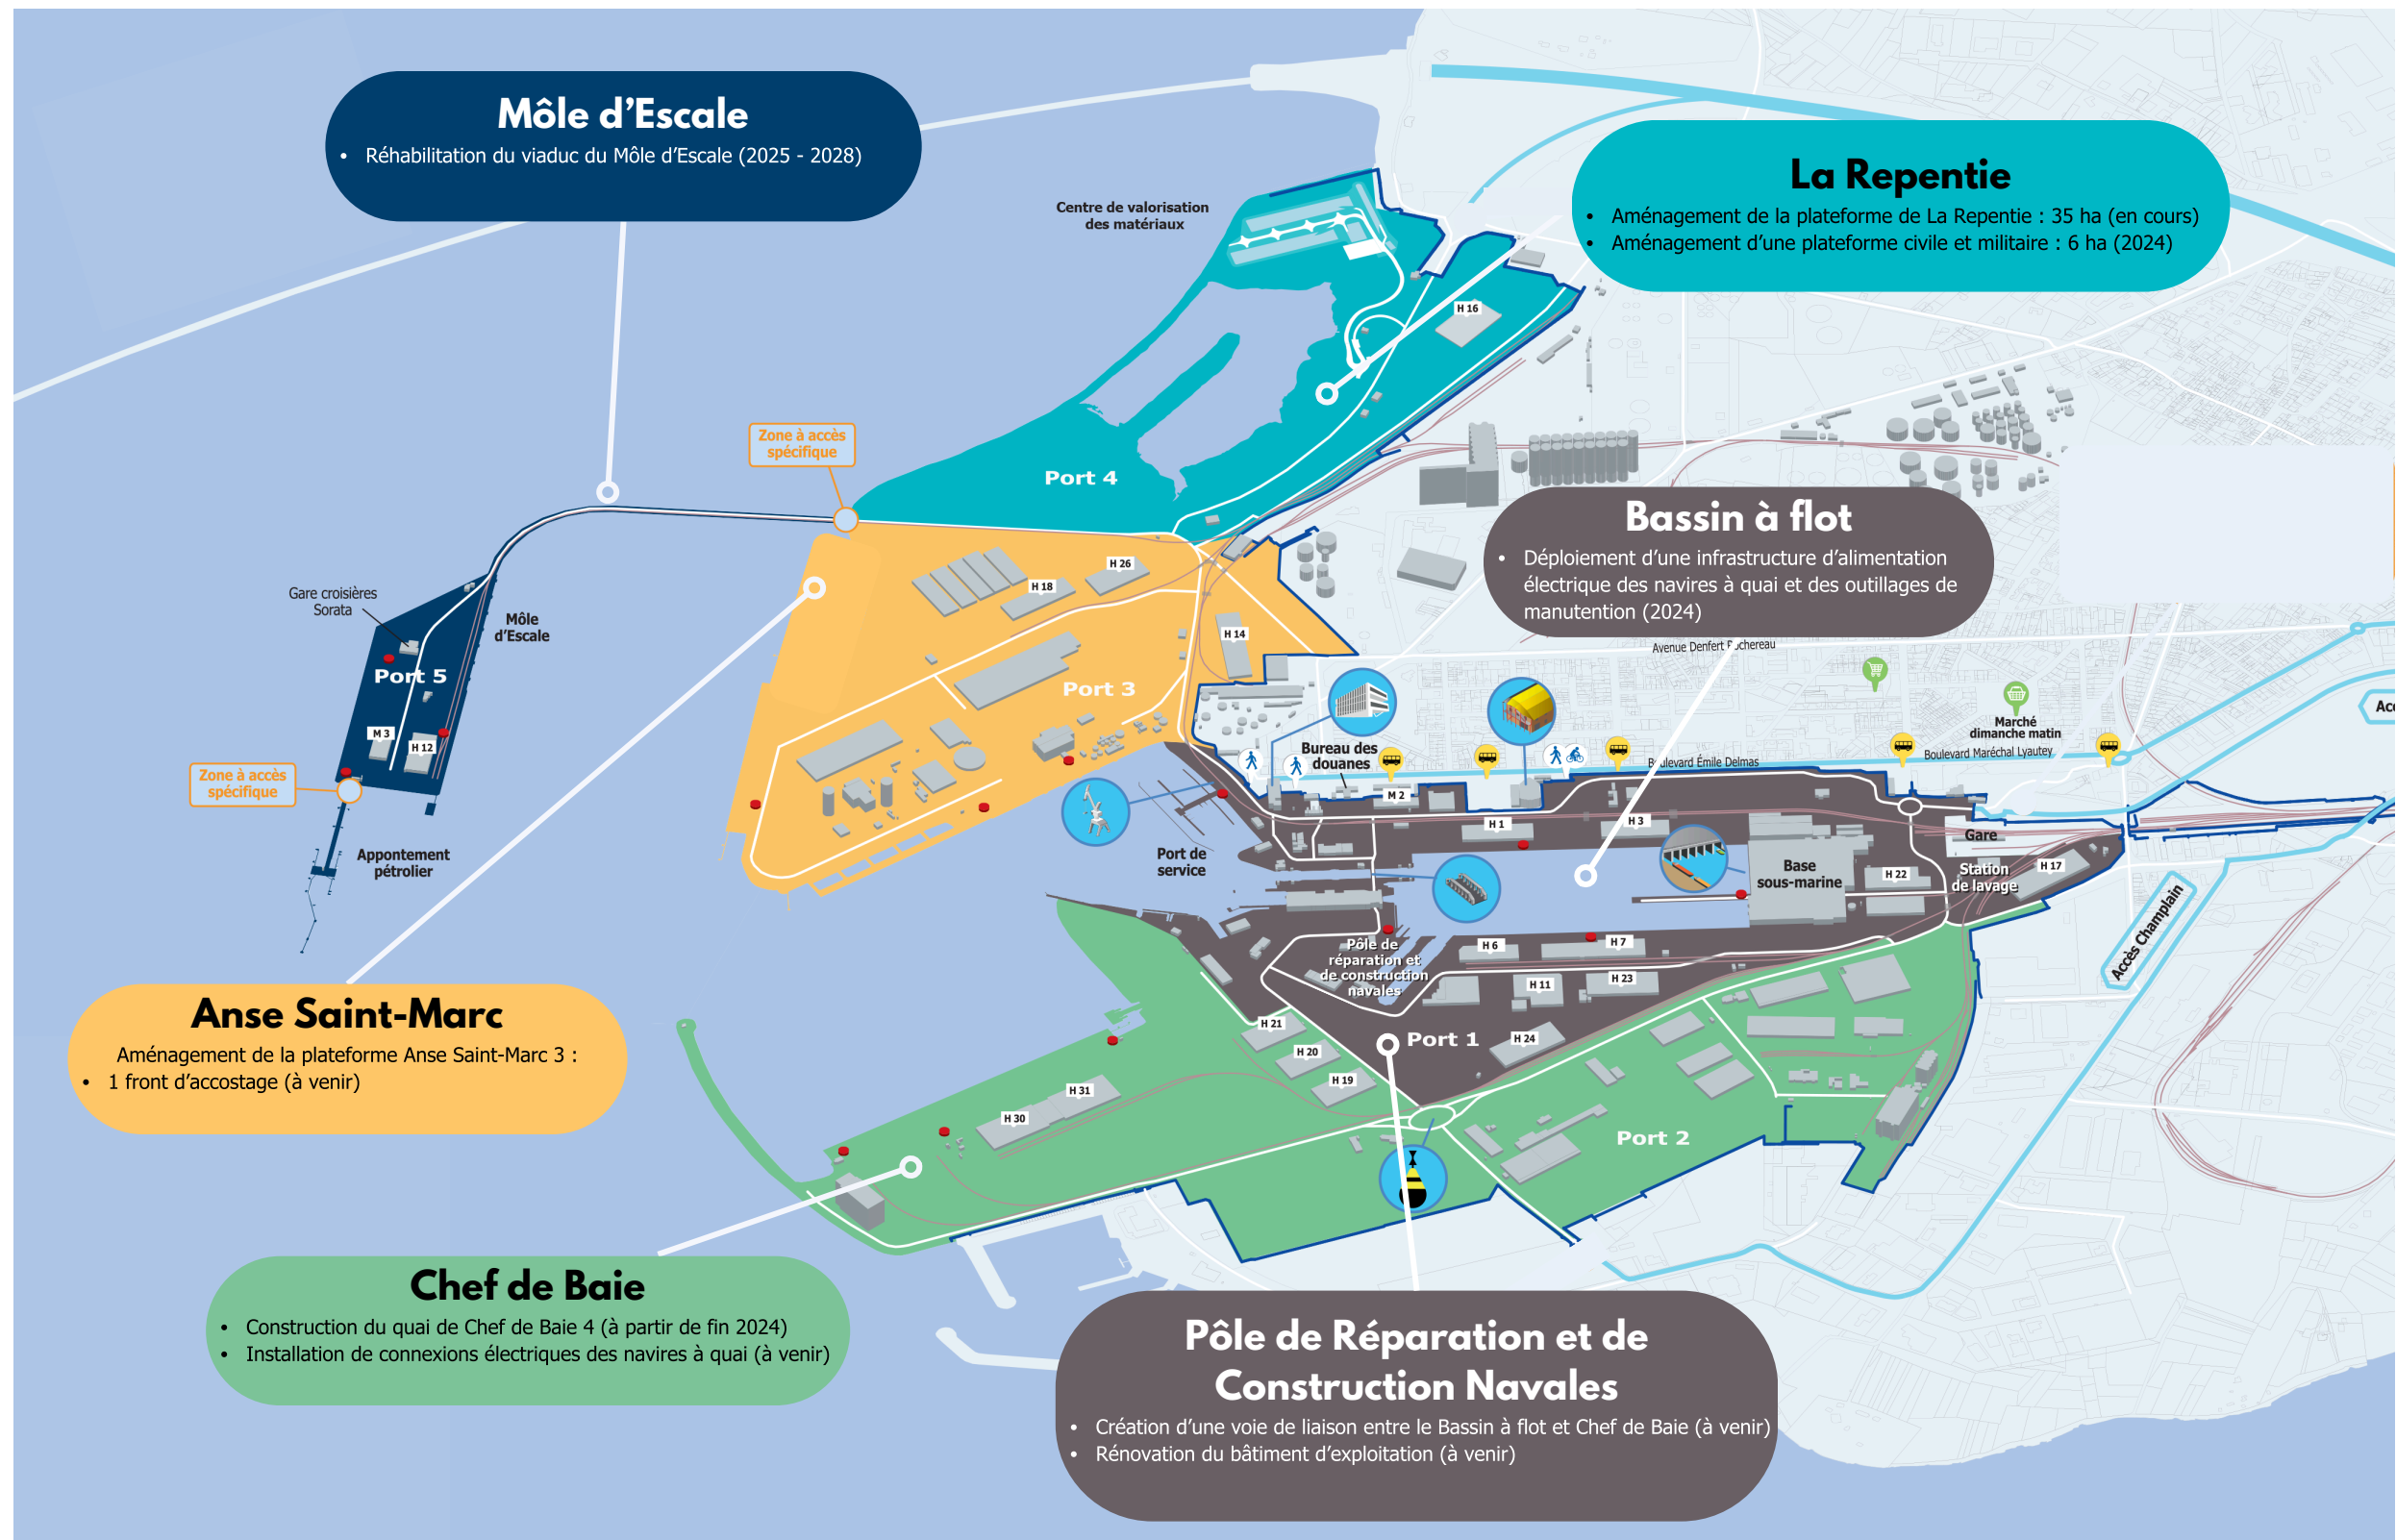 Môle d’Escale
• Réhabilitation du viaduc du Môle d’Escale (2025 - 2028)
La Repentie
• Aménagement de la plateforme de La Repentie : 35 ha (en cours)
• Aménagement d’une plateforme civile et militaire : 6 ha (2024)
Centre de valorisation
des matériaux
H 16
Zone à accès
spécifique
Port 4
Bassin à flot
• Déploiement d’une infrastructure d’alimentation
électrique des navires à quai et des outillages de
manutention (2024)
H 26
H 18
Gare croisières
Sorata
Môle
d’Escale
H 14
Avenue Denfert Rochereau
Port 5
Port 3
M 3
H 12
Marché
dimanche matin
Acc
Boulevard Maréchal Lyautey
Bureau des
douanes
Boulevard Émile Delmas
Zone à accès
spécifique
M 2
H 1
H 3
Gare
Appontement
pétrolier
Port de
service
Base
sous-marine
H 22
Station
de lavage
H 17
Accès Champlain
Pôle de
réparation et
de construction
navales
H 6
H 7
H 23
H 11
Anse Saint-Marc
Aménagement de la plateforme Anse Saint-Marc 3 :
• 1 front d’accostage (à venir)
H 21
H 20
H 19
Port 1
H 24
H 31
H 30
Port 2
Chef de Baie
• Construction du quai de Chef de Baie 4 (à partir de fin 2024)
• Installation de connexions électriques des navires à quai (à venir)
Pôle de Réparation et de
Construction Navales
• Création d’une voie de liaison entre le Bassin à flot et Chef de Baie (à venir)
• Rénovation du bâtiment d’exploitation (à venir)